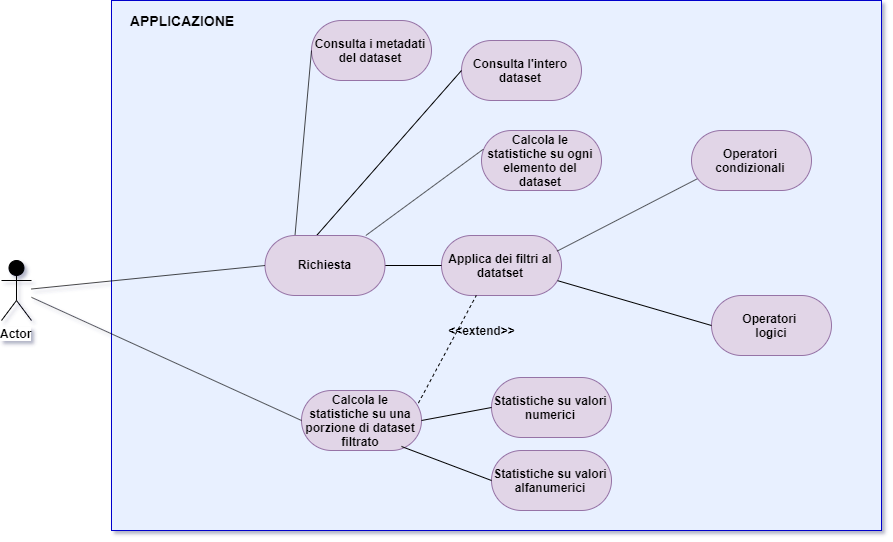 APPLICAZIONE
Consulta i metadati
del dataset
Consulta l'intero
dataset
Calcola le
statistiche su ogni
elemento del
dataset
Operatori
condizionali
Richiesta
Applica dei filtri al
datatset
Operatori
logici
Actor
<<extend>>
Calcola le
statistiche su una
porzione di dataset
filtrato
Statistiche su valori
numerici
Statistiche su valori
alfanumerici